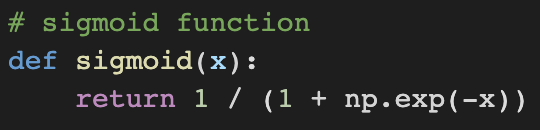 # sigmoid function
def sigmoid(x):
    return 1 / (1 + np.exp(-x))